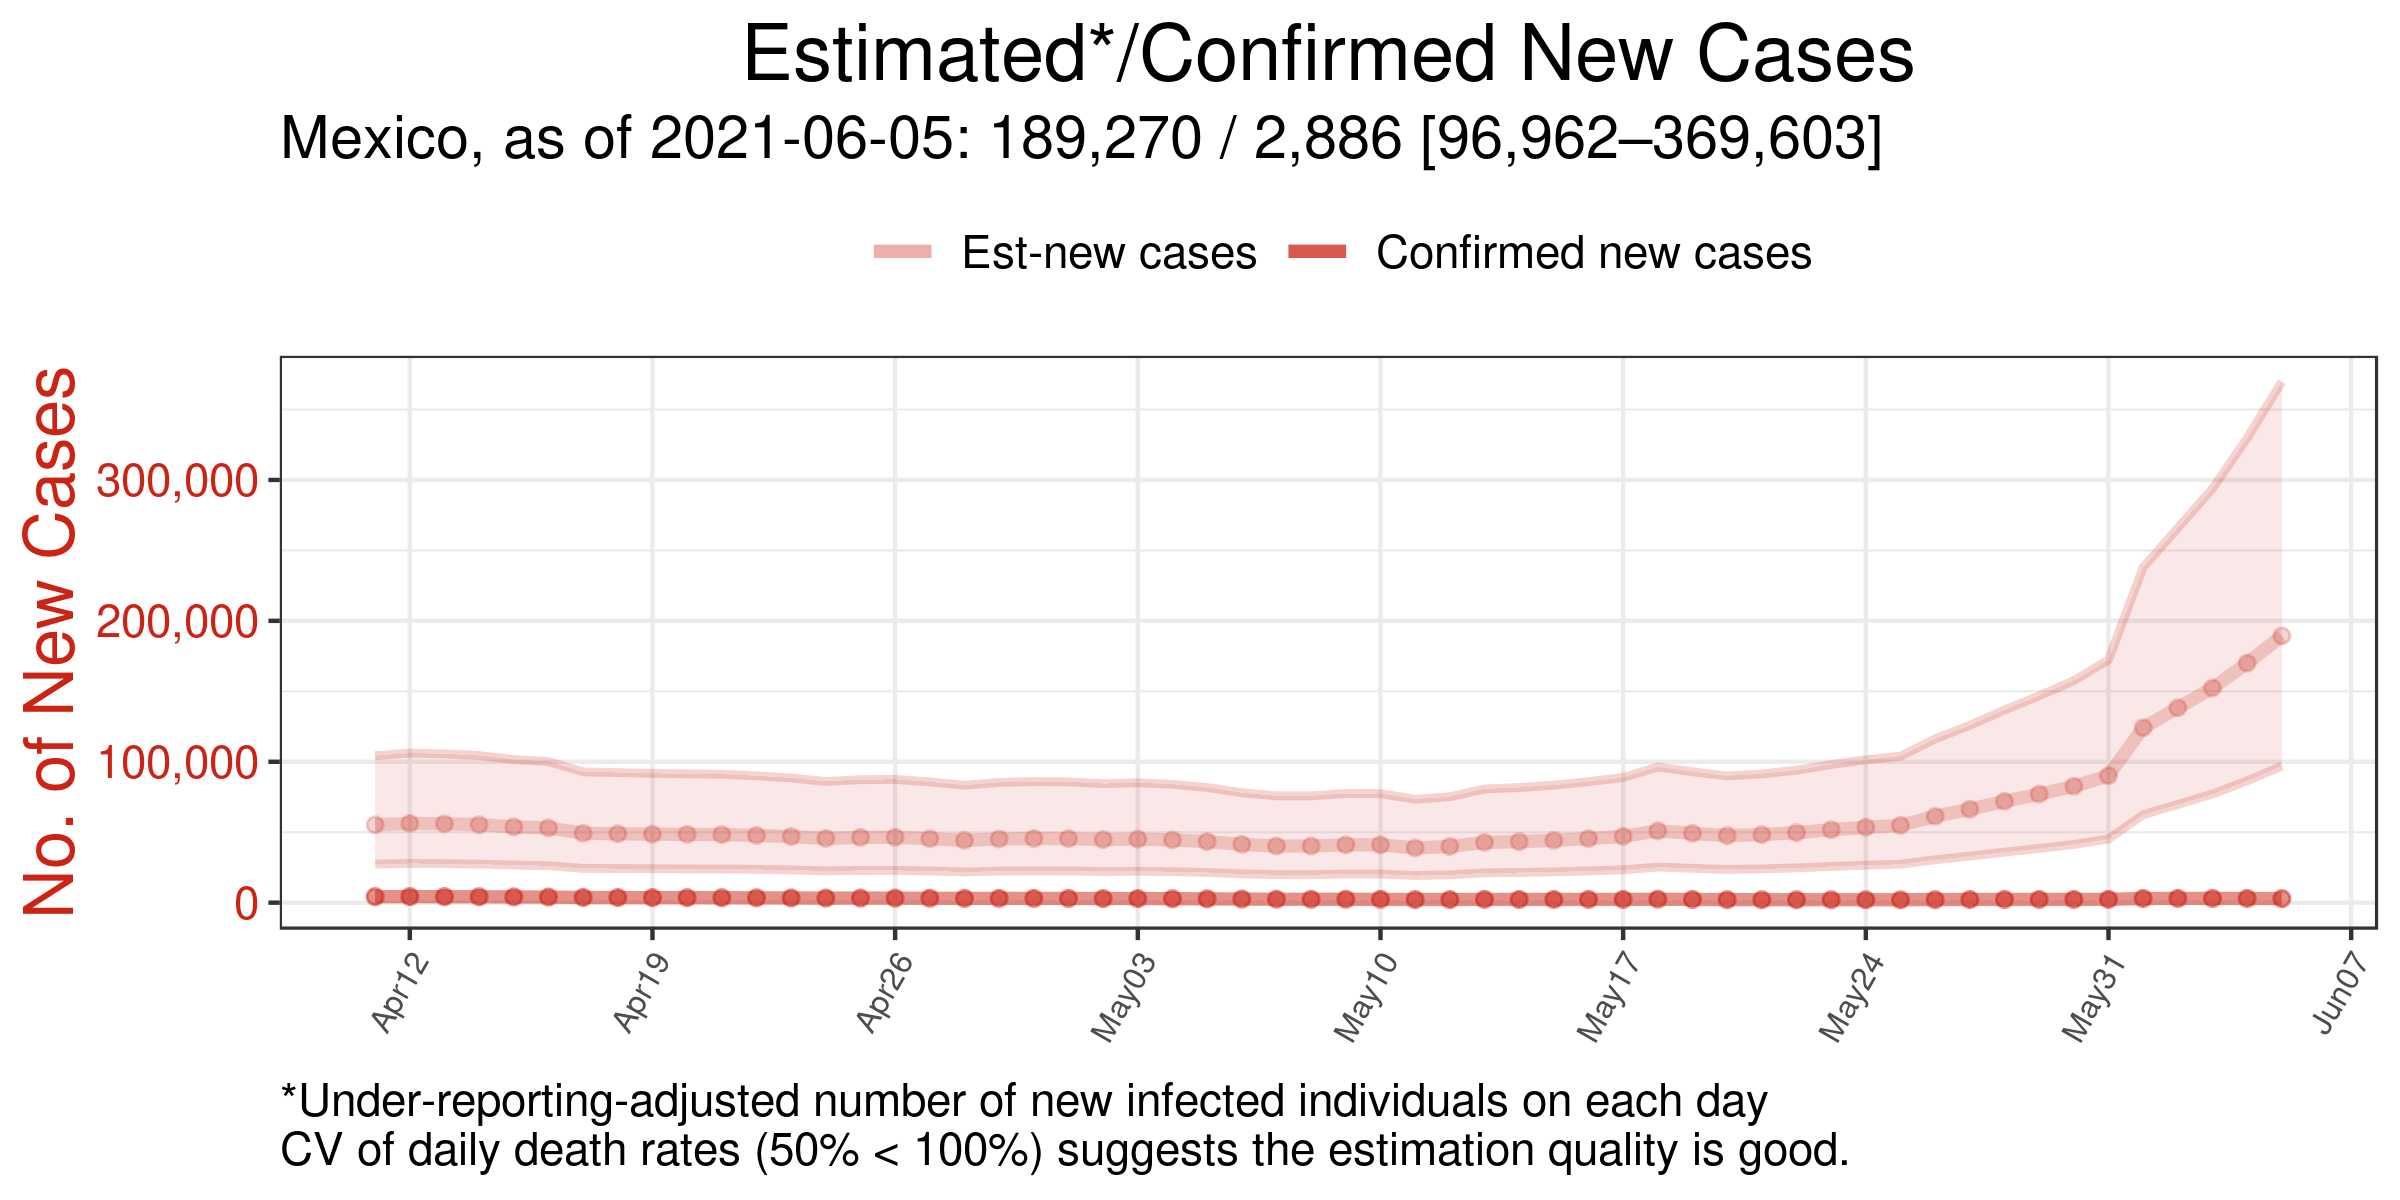 Estimated*/Confirmed New Cases
Mexico, as of 2021-06-05: 189,270 / 2,886 [96,962–369,603]
Est-new cases
Confirmed new cases
No. of New Cases
300,000
200,000
100,000
0
Apr12
Apr19
Apr26
May03
May10
May17
May24
May31
Jun07
*Under-reporting-adjusted number of new infected individuals on each day
CV of daily death rates (50% < 100%) suggests the estimation quality is good.